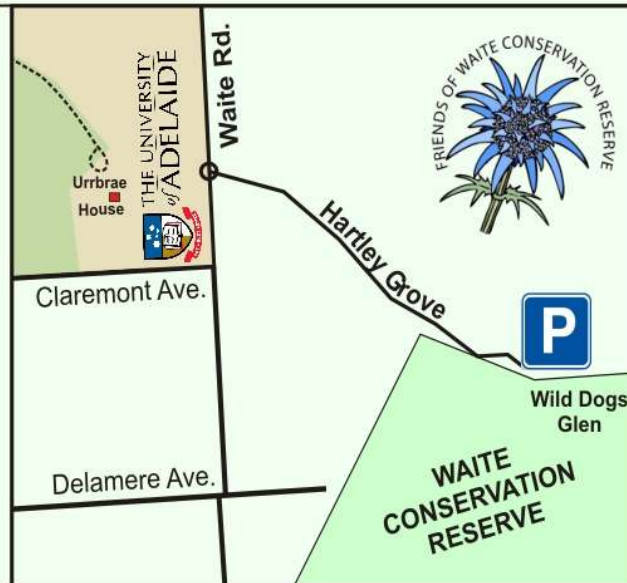 FRIENDS OF WAITE CONSERVATION RESERVE
Waite Rd.
THE UNIVERSITY
of ADELAIDE
Urrbrae
House
Hartley Grove
Claremont Ave.
P
Wild Dogs
Glen
WAITE
CONSERVATION
RESERVE
Delamere Ave.